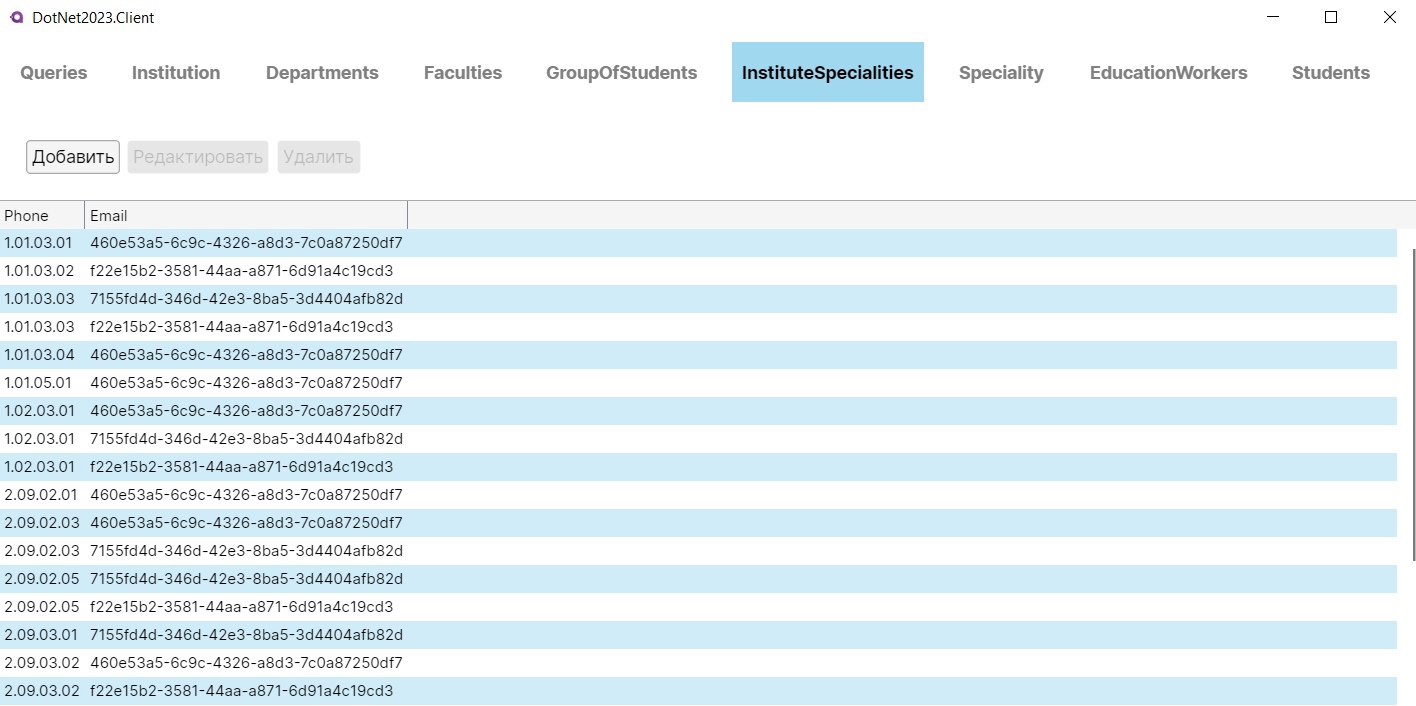 DotNet2023.Client
Queries Institution Departments Faculties GroupOfStudents InstituteSpecialities Speciality EducationWorkers Students
Добавить Редактировать Удалить
Phone Email
1.01.03.01 460e53a5-6c9c-4326-a8d3-7c0a87250df7
1.01.03.02 f22e15b2-3581-44aa-a871-6d91a4c19cd3
1.01.03.03 7155fd4d-346d-42e3-8ba5-3d4404afb82d
1.01.03.03 f22e15b2-3581-44aa-a871-6d91a4c19cd3
1.01.03.04 460e53a5-6c9c-4326-a8d3-7c0a87250df7
1.01.05.01 460e53a5-6c9c-4326-a8d3-7c0a87250df7
1.02.03.01 460e53a5-6c9c-4326-a8d3-7c0a87250df7
1.02.03.01 7155fd4d-346d-42e3-8ba5-3d4404afb82d
1.02.03.01 f22e15b2-3581-44aa-a871-6d91a4c19cd3
2.09.02.01 460e53a5-6c9c-4326-a8d3-7c0a87250df7
2.09.02.03 460e53a5-6c9c-4326-a8d3-7c0a87250df7
2.09.02.03 7155fd4d-346d-42e3-8ba5-3d4404afb82d
2.09.02.05 7155fd4d-346d-42e3-8ba5-3d4404afb82d
2.09.02.05 f22e15b2-3581-44aa-a871-6d91a4c19cd3
2.09.03.01 7155fd4d-346d-42e3-8ba5-3d4404afb82d
2.09.03.02 460e53a5-6c9c-4326-a8d3-7c0a87250df7
2.09.03.02 f22e15b2-3581-44aa-a871-6d91a4c19cd3